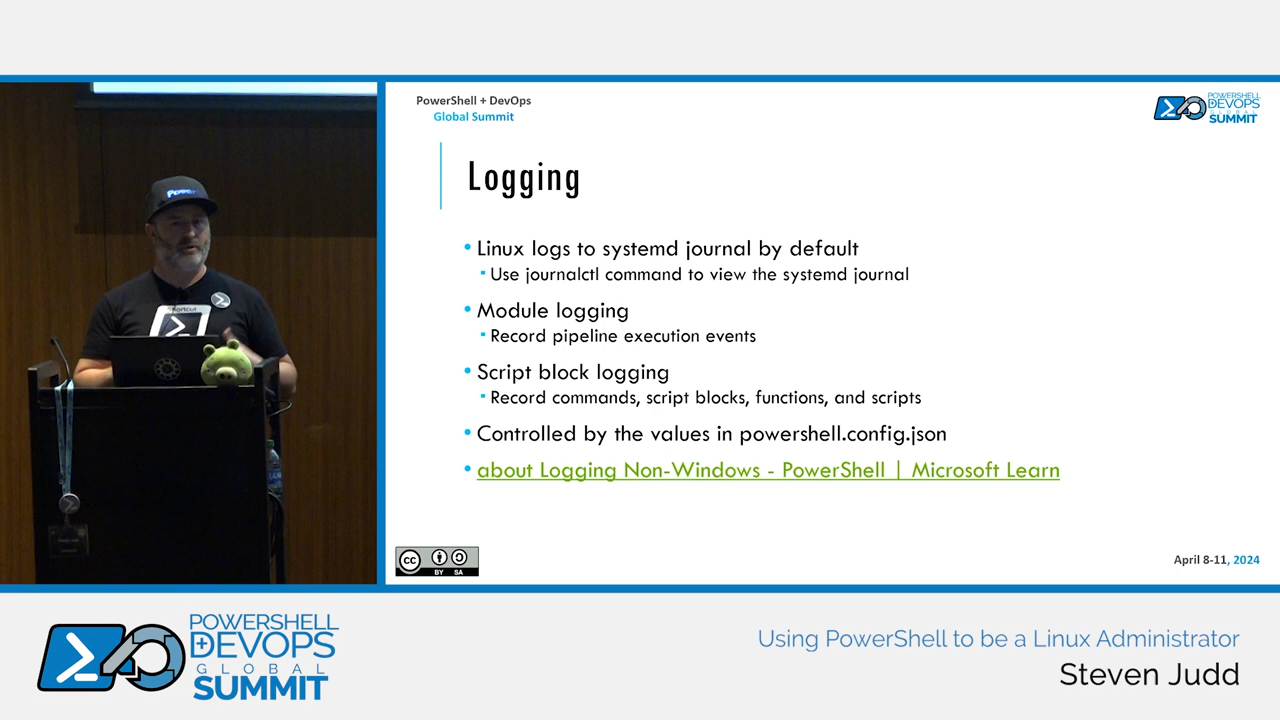 PowerShell + DevOps
Global Summit
POWERSHELL
+DEVOPS
GLOBAL
SUMMIT
Logging
• Linux logs to systemd journal by default
▪ Use journalctl command to view the systemd journal
• Module logging
▪ Record pipeline execution events
• Script block logging
▪ Record commands, script blocks, functions, and scripts
• Controlled by the values in powershell.config.json
• about Logging Non-Windows - PowerShell | Microsoft Learn
cc
BY SA
April 8-11, 2024
POWERSHELL
+DEVOPS
GLOBAL
SUMMIT
Using PowerShell to be a Linux Administrator
Steven Judd